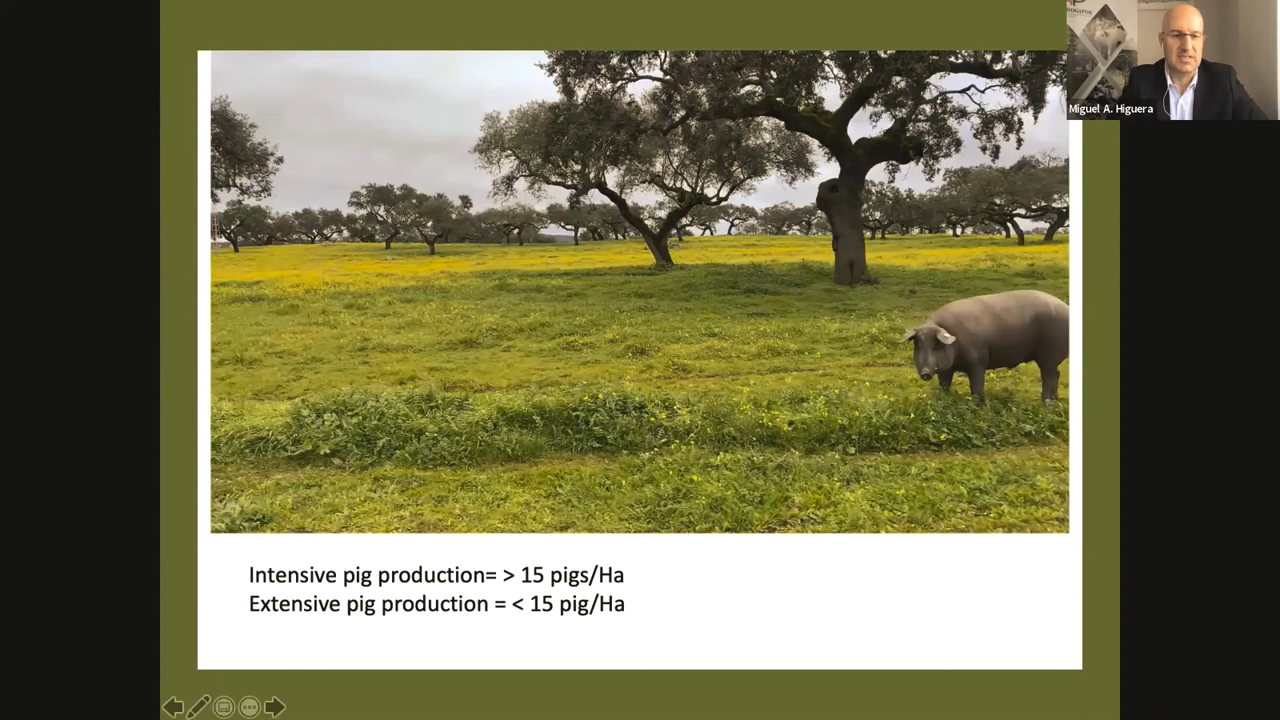 Miguel A. Higuera
Intensive pig production= > 15 pigs/Ha
Extensive pig production = < 15 pig/Ha